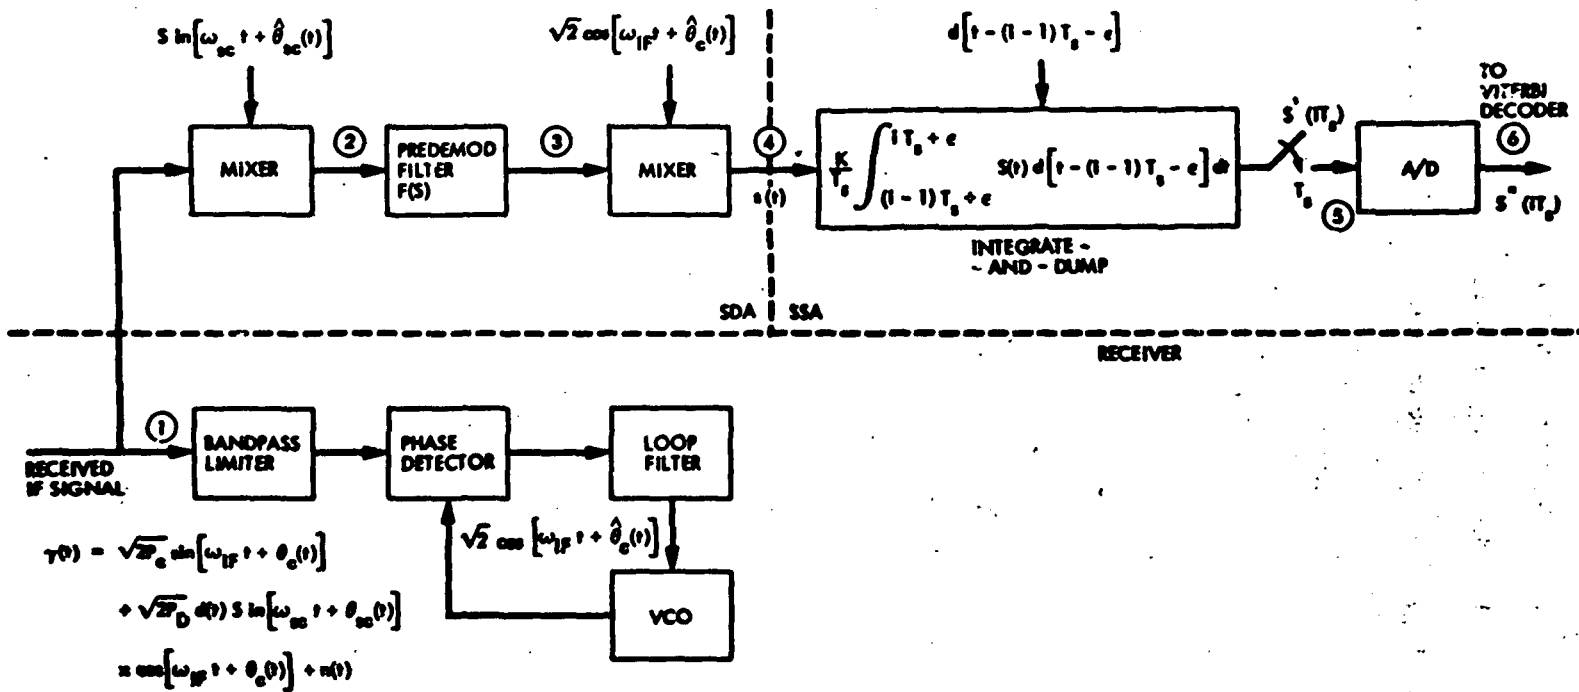 S in[ω_sc t + θ̂_sc(t)]
√2 cos[ω_IF t + θ̂_c(t)]
d[t - (i - 1) T_s - ϵ]
MIXER
②
PREDEMOD
FILTER
F(S)
③
MIXER
④
s(t)
K/T_s ∫ iT_s + ϵ
(i - 1) T_s + ϵ
S(t) d[t - (i - 1) T_s - ϵ] dt
INTEGRATE -
- AND - DUMP
S' (iT_s)
T_s
⑤
A/D
TO
VITERBI
DECODER
⑥
S" (iT_s)
SDA
SSA
RECEIVER
①
RECEIVED
IF SIGNAL
BANDPASS
LIMITER
PHASE
DETECTOR
LOOP
FILTER
√2 cos [ω_IF t + θ̂_c(t)]
VCO
γ(t) = √2P_c sin[ω_IF t + θ_c(t)]
+ √2P_D d(t) S in[ω_sc t + θ_sc(t)]
x cos[ω_IF t + θ_c(t)] + n(t)